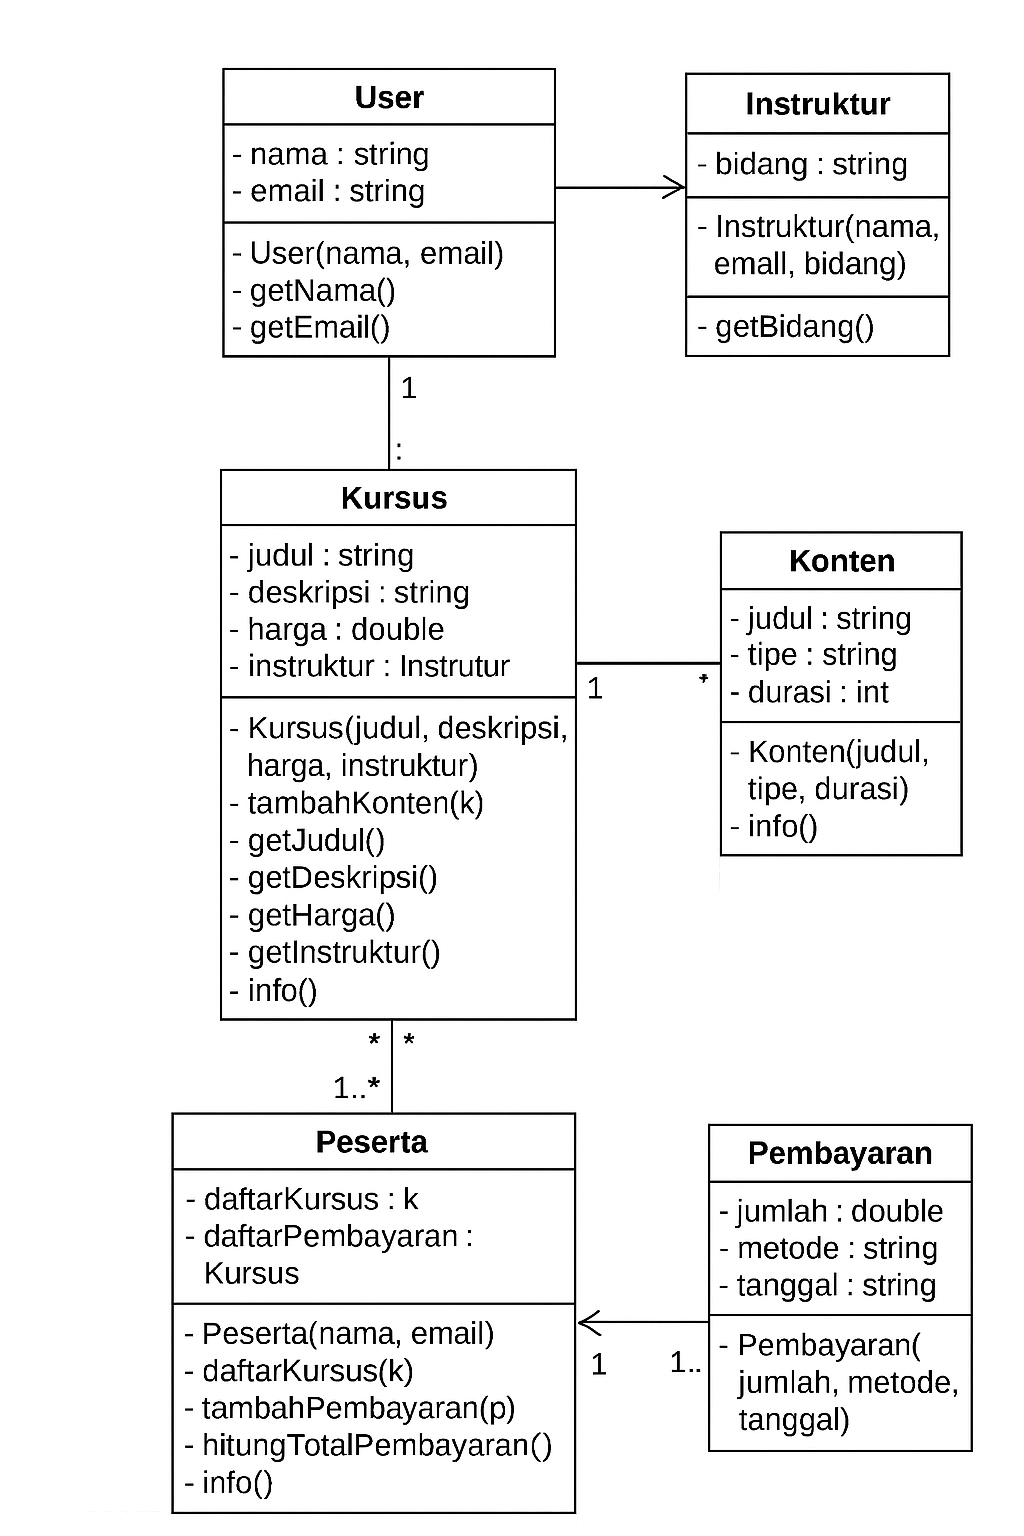 User
- nama : string
- email : string
- User(nama, email)
- getNama()
- getEmail()
Instruktur
- bidang : string
- Instruktur(nama,
emall, bidang)
- getBidang()
1
:
Kursus
- judul : string
- deskripsi : string
- harga : double
- instruktur : Instrutur
- Kursus(judul, deskripsi,
harga, instruktur)
- tambahKonten(k)
- getJudul()
- getDeskripsi()
- getHarga()
- getInstruktur()
- info()
1
*
Konten
- judul : string
- tipe : string
- durasi : int
- Konten(judul,
tipe, durasi)
- info()
* *
1..*
Peserta
- daftarKursus : k
- daftarPembayaran :
Kursus
- Peserta(nama, email)
- daftarKursus(k)
- tambahPembayaran(p)
- hitungTotalPembayaran()
- info()
1
1..
Pembayaran
- jumlah : double
- metode : string
- tanggal : string
- Pembayaran(
jumlah, metode,
tanggal)